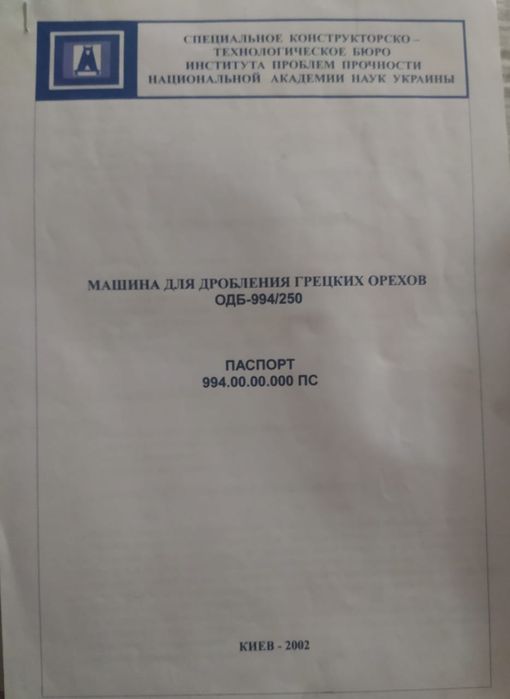 СПЕЦИАЛЬНОЕ КОНСТРУКТОРСКО –
ТЕХНОЛОГИЧЕСКОЕ БЮРО
ИНСТИТУТА ПРОБЛЕМ ПРОЧНОСТИ
НАЦИОНАЛЬНОЙ АКАДЕМИИ НАУК УКРАИНЫ
МАШИНА ДЛЯ ДРОБЛЕНИЯ ГРЕЦКИХ ОРЕХОВ
ОДБ-994/250
ПАСПОРТ
994.00.00.000 ПС
КИЕВ - 2002